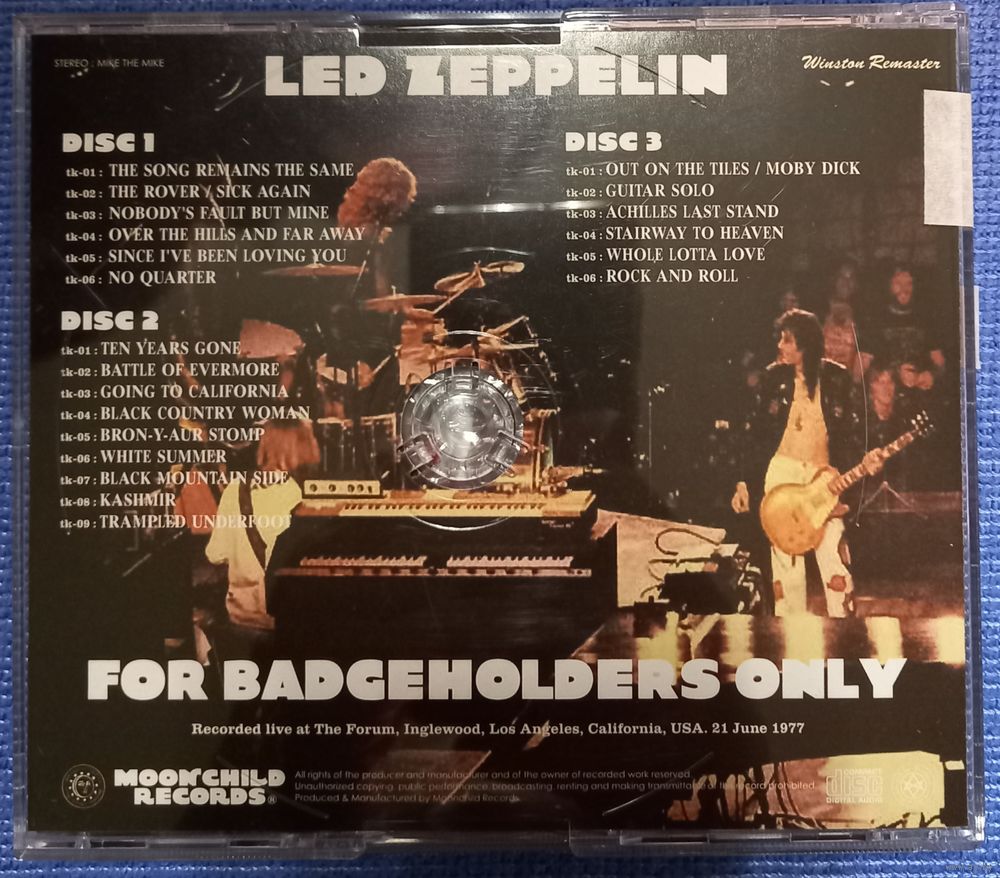 STEREO : MIKE THE MIKE
Winston Remaster
LED ZEPPELIN
DISC 1
tk-01 : THE SONG REMAINS THE SAME
tk-02 : THE ROVER / SICK AGAIN
tk-03 : NOBODY'S FAULT BUT MINE
tk-04 : OVER THE HILLS AND FAR AWAY
tk-05 : SINCE I'VE BEEN LOVING YOU
tk-06 : NO QUARTER
DISC 2
tk-01 : TEN YEARS GONE
tk-02 : BATTLE OF EVERMORE
tk-03 : GOING TO CALIFORNIA
tk-04 : BLACK COUNTRY WOMAN
tk-05 : BRON-Y-AUR STOMP
tk-06 : WHITE SUMMER
tk-07 : BLACK MOUNTAIN SIDE
tk-08 : KASHMIR
tk-09 : TRAMPLED UNDERFOOT
DISC 3
tk-01 : OUT ON THE TILES / MOBY DICK
tk-02 : GUITAR SOLO
tk-03 : ACHILLES LAST STAND
tk-04 : STAIRWAY TO HEAVEN
tk-05 : WHOLE LOTTA LOVE
tk-06 : ROCK AND ROLL
FOR BADGEHOLDERS ONLY
Recorded live at The Forum, Inglewood, Los Angeles, California, USA. 21 June 1977
MOONCHILD
RECORDS®
All rights of the producer and manufacturer and of the owner of recorded work reserved
Unauthorized copying, public performance, broadcasting, renting and making transmittance of the record prohibited.
Produced & Manufactured by Moonchild Records
COMPACT
disc
DIGITAL AUDIO